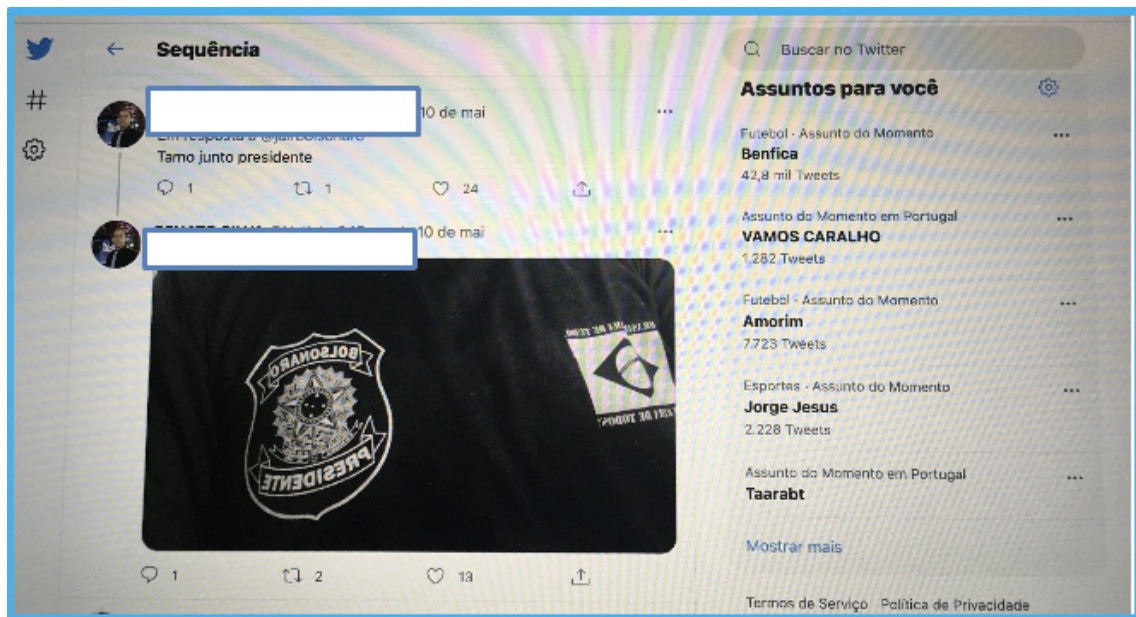 Sequência
10 de mai
Em resposta a @jairbolsonaro
Tamo junto presidente
1 1 24
10 de mai
BOLSONARO
PRESIDENTE
1 2 13
Buscar no Twitter
Assuntos para você
Futebol · Assunto do Momento
Benfica
42,8 mil Tweets
Assunto do Momento em Portugal
VAMOS CARALHO
1.282 Tweets
Futebol · Assunto do Momento
Amorim
7.723 Tweets
Esportes · Assunto do Momento
Jorge Jesus
2.228 Tweets
Assunto do Momento em Portugal
Taarabt
Mostrar mais
Termos de Serviço Política de Privacidade